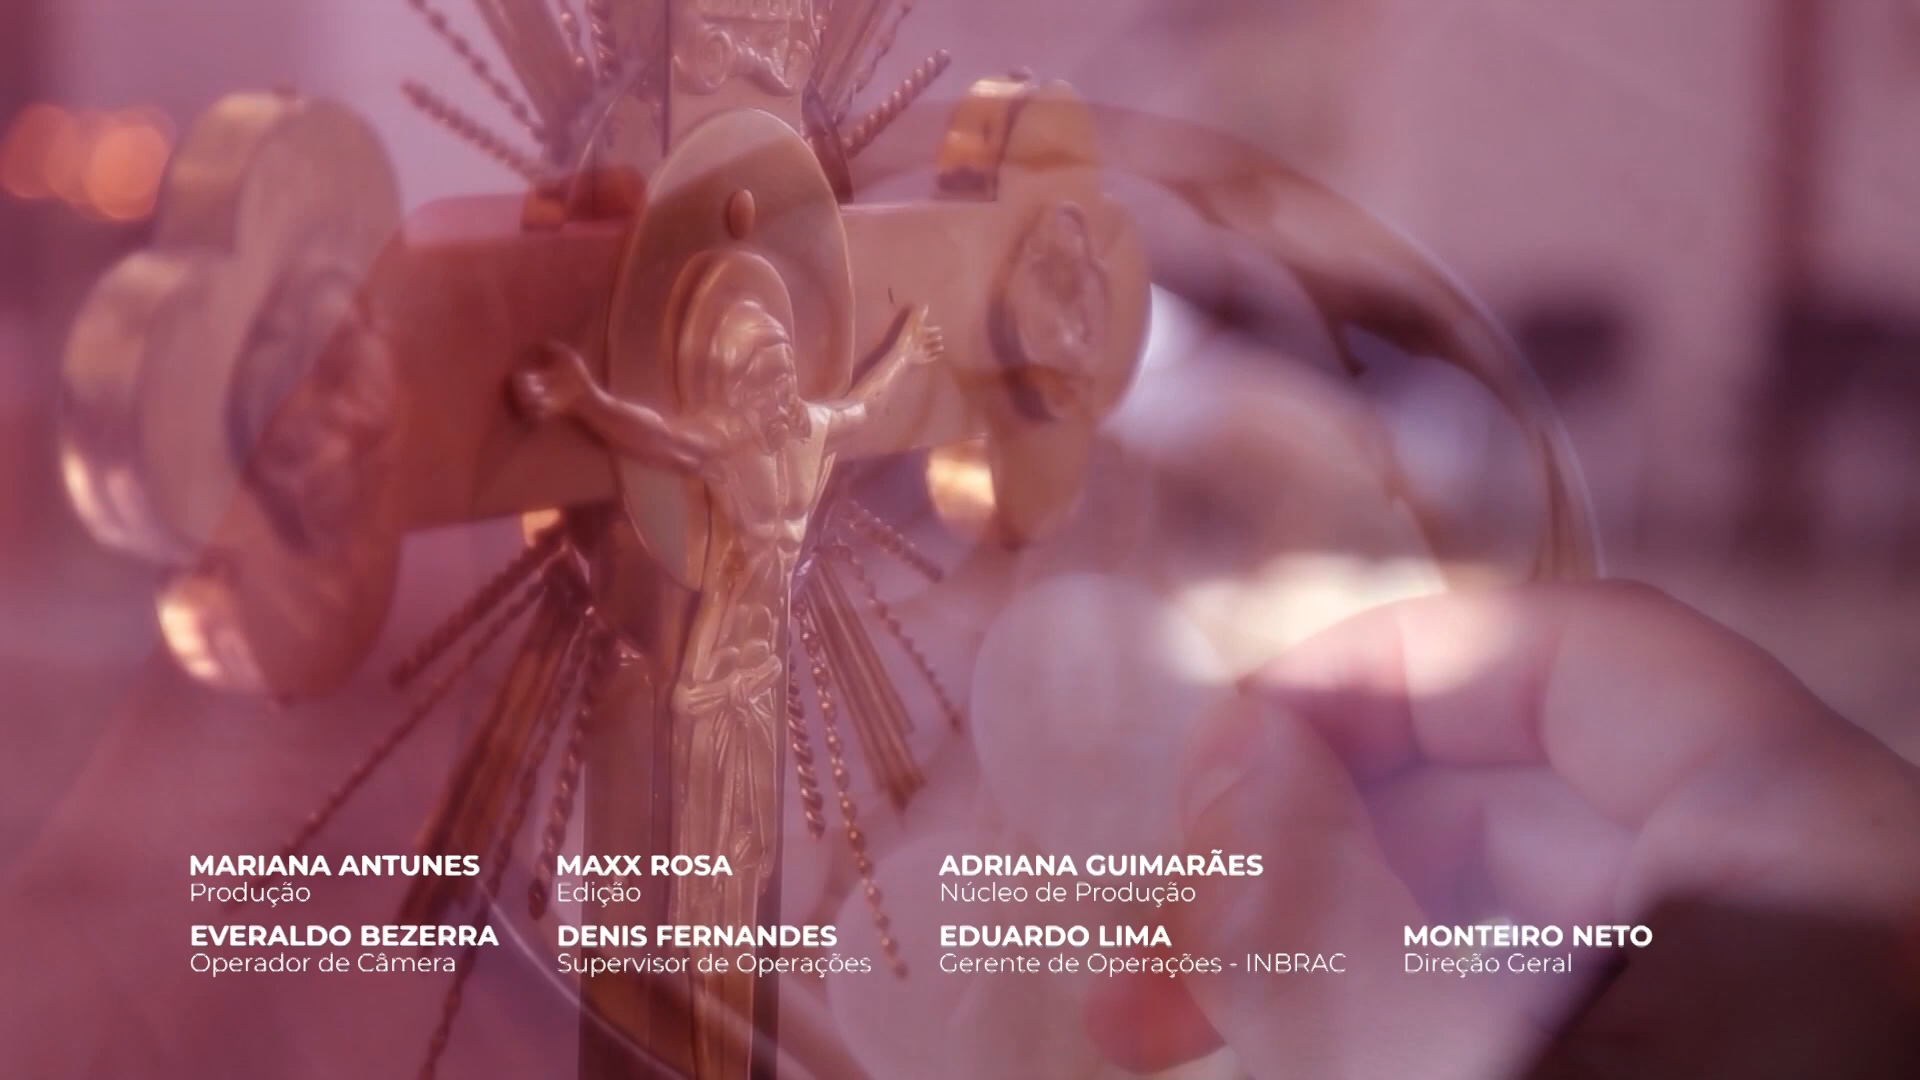 MARIANA ANTUNES
Produção
MAXX ROSA
Edição
ADRIANA GUIMARÃES
Núcleo de Produção
EVERALDO BEZERRA
Operador de Câmera
DENIS FERNANDES
Supervisor de Operações
EDUARDO LIMA
Gerente de Operações - INBRAC
MONTEIRO NETO
Direção Geral